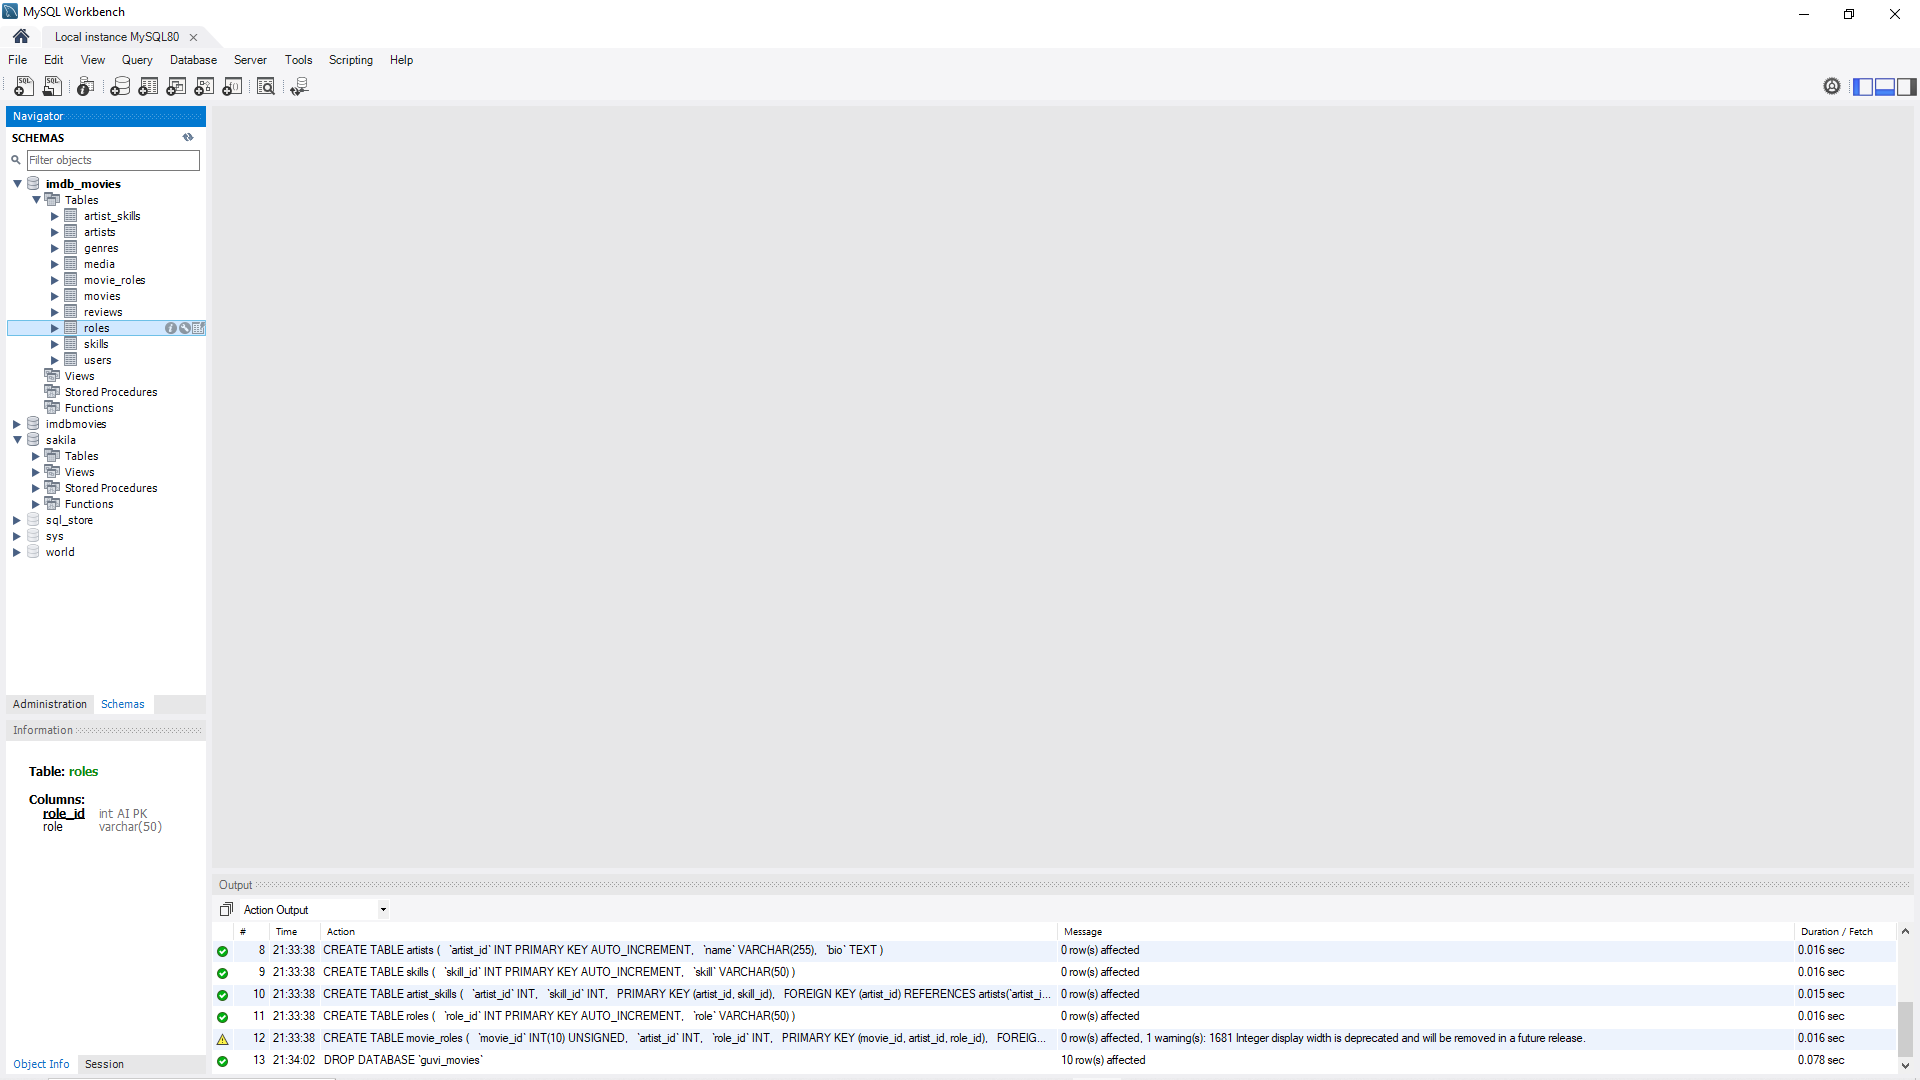 MySQL Workbench
Local instance MySQL80
File Edit View Query Database Server Tools Scripting Help
Navigator
SCHEMAS
Filter objects
imdb_movies
Tables
artist_skills
artists
genres
media
movie_roles
movies
reviews
roles
skills
users
Views
Stored Procedures
Functions
imdbmovies
sakila
Tables
Views
Stored Procedures
Functions
sql_store
sys
world
Administration Schemas
Information
Table: roles
Columns:
role_id int AI PK
role varchar(50)
Object Info Session
Output
Action Output
# Time Action Message Duration / Fetch
8 21:33:38 CREATE TABLE artists ( `artist_id` INT PRIMARY KEY AUTO_INCREMENT, `name` VARCHAR(255), `bio` TEXT ) 0 row(s) affected 0.016 sec
9 21:33:38 CREATE TABLE skills ( `skill_id` INT PRIMARY KEY AUTO_INCREMENT, `skill` VARCHAR(50) ) 0 row(s) affected 0.016 sec
10 21:33:38 CREATE TABLE artist_skills ( `artist_id` INT, `skill_id` INT, PRIMARY KEY (artist_id, skill_id), FOREIGN KEY (artist_id) REFERENCES artists(`artist_i... 0 row(s) affected 0.015 sec
11 21:33:38 CREATE TABLE roles ( `role_id` INT PRIMARY KEY AUTO_INCREMENT, `role` VARCHAR(50) ) 0 row(s) affected 0.016 sec
12 21:33:38 CREATE TABLE movie_roles ( `movie_id` INT(10) UNSIGNED, `artist_id` INT, `role_id` INT, PRIMARY KEY (movie_id, artist_id, role_id), FOREIG... 0 row(s) affected, 1 warning(s): 1681 Integer display width is deprecated and will be removed in a future release. 0.016 sec
13 21:34:02 DROP DATABASE `guvi_movies` 10 row(s) affected 0.078 sec